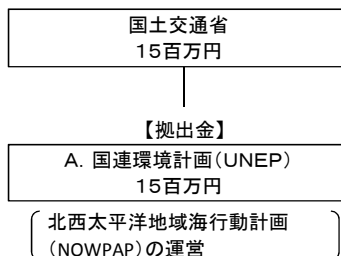 国土交通省
15百万円
【拠出金】
A. 国連環境計画(UNEP)
15百万円
北西太平洋地域海行動計画
(NOWPAP)の運営